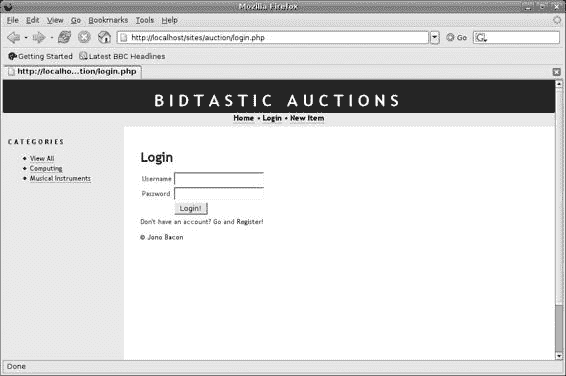 Mozilla Firefox
File Edit View Go Bookmarks Tools Help
http://localhost/sites/auction/login.php
Go
G
Getting Started Latest BBC Headlines
http://localho...tion/login.php
BIDTASTIC AUCTIONS
Home • Login • New Item
CATEGORIES
View All
Computing
Musical Instruments
Login
Username
Password
Login!
Don't have an account? Go and Register!
© Jono Bacon
Done